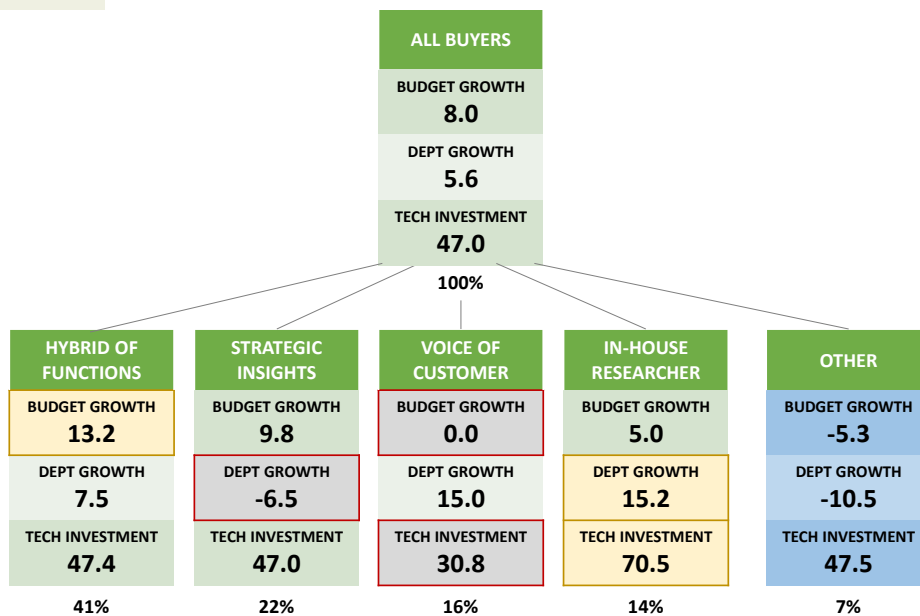 ALL BUYERS
BUDGET GROWTH
8.0
DEPT GROWTH
5.6
TECH INVESTMENT
47.0
100%
HYBRID OF
FUNCTIONS
BUDGET GROWTH
13.2
DEPT GROWTH
7.5
TECH INVESTMENT
47.4
41%
STRATEGIC
INSIGHTS
BUDGET GROWTH
9.8
DEPT GROWTH
-6.5
TECH INVESTMENT
47.0
22%
VOICE OF
CUSTOMER
BUDGET GROWTH
0.0
DEPT GROWTH
15.0
TECH INVESTMENT
30.8
16%
IN-HOUSE
RESEARCHER
BUDGET GROWTH
5.0
DEPT GROWTH
15.2
TECH INVESTMENT
70.5
14%
OTHER
BUDGET GROWTH
-5.3
DEPT GROWTH
-10.5
TECH INVESTMENT
47.5
7%